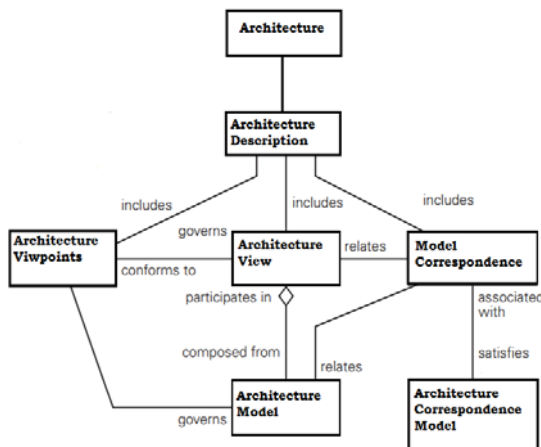 Architecture
Architecture
Description
includes
includes
includes
governs
Architecture
Viwpoints
conforms to
Architecture
View
relates
Model
Correspondence
participates in
associated
with
composed from
relates
satisfies
governs
Architecture
Model
Architecture
Correspondence
Model